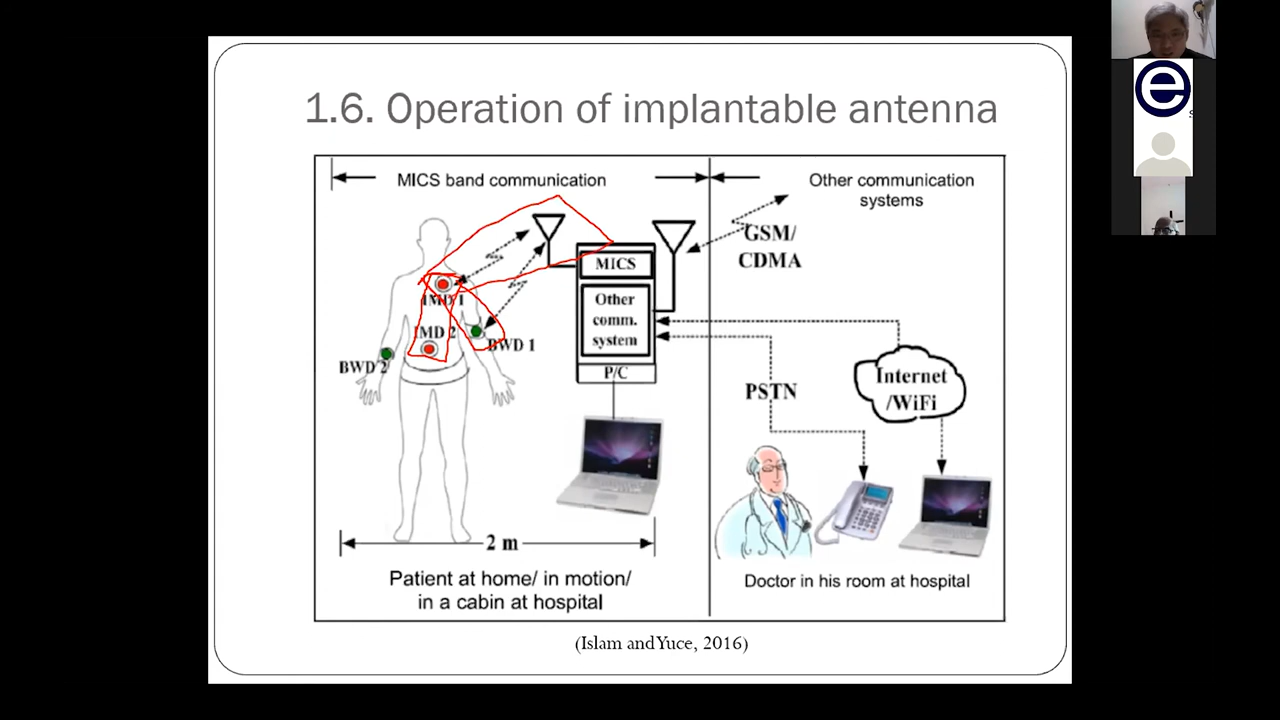 1.6. Operation of implantable antenna
MICS band communication
Other communication
systems
GSM/
CDMA
MICS
Other
comm.
system
P/C
IMD 1
IMD 2
BWD 1
BWD 2
PSTN
Internet
/WiFi
2 m
Patient at home/ in motion/
in a cabin at hospital
Doctor in his room at hospital
(Islam and Yuce, 2016)
e
s